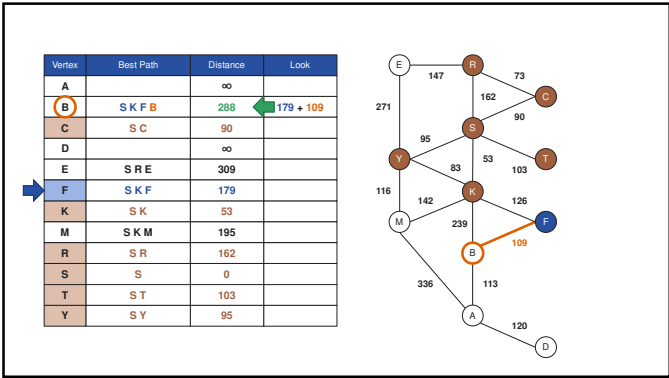 Vertex Best Path Distance Look
A ∞
B S K F B 288 179 + 109
C S C 90
D ∞
E S R E 309
F S K F 179
K S K 53
M S K M 195
R S R 162
S S 0
T S T 103
Y S Y 95
E R
147 73
C
162 90
271
S
95
Y T
53 103
83
K
116 142 126
M F
239 109
B
336 113
A
120
D